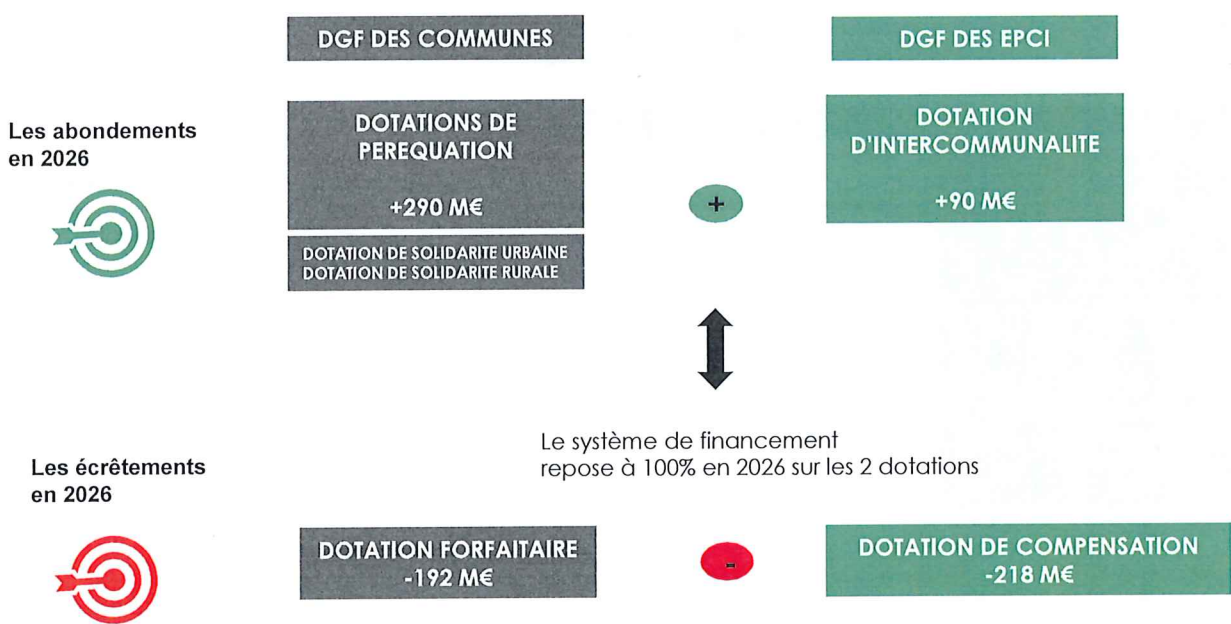 DGF DES COMMUNES
DGF DES EPCI
Les abondements
en 2026
DOTATIONS DE
PEREQUATION
+290 M€
DOTATION DE SOLIDARITE URBAINE
DOTATION DE SOLIDARITE RURALE
+
DOTATION
D'INTERCOMMUNALITE
+90 M€
Le système de financement
repose à 100% en 2026 sur les 2 dotations
Les écrêtements
en 2026
DOTATION FORFAITAIRE
-192 M€
-
DOTATION DE COMPENSATION
-218 M€